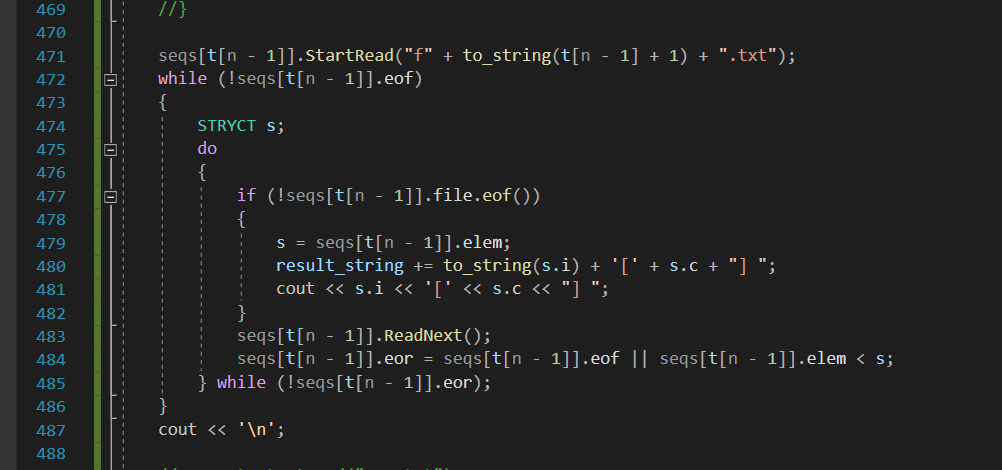 469 //}
470
471 seqs[t[n - 1]].StartRead("f" + to_string(t[n - 1] + 1) + ".txt");
472 while (!seqs[t[n - 1]].eof)
473 {
474 STRYCT s;
475 do
476 {
477 if (!seqs[t[n - 1]].file.eof())
478 {
479 s = seqs[t[n - 1]].elem;
480 result_string += to_string(s.i) + '[' + s.c + "] ";
481 cout << s.i << '[' << s.c << "] ";
482 }
483 seqs[t[n - 1]].ReadNext();
484 seqs[t[n - 1]].eor = seqs[t[n - 1]].eof || seqs[t[n - 1]].elem < s;
485 } while (!seqs[t[n - 1]].eor);
486 }
487 cout << '\n';
488